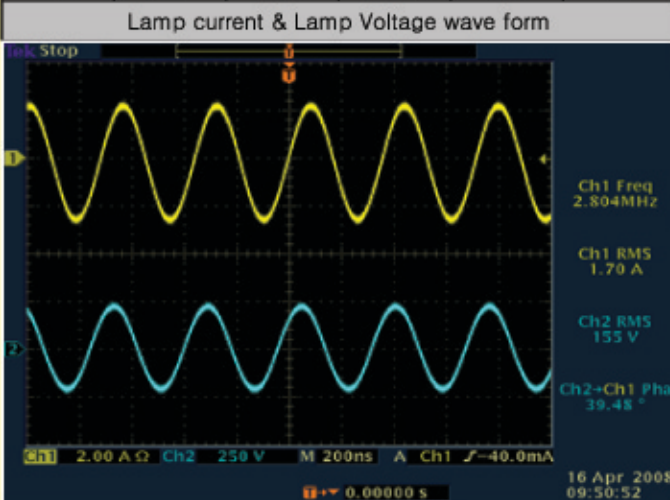 Lamp current & Lamp Voltage wave form
Tek Stop
1
Ch1 Freq
2.804MHz
Ch1 RMS
1.70 A
Ch2 RMS
155 V
2
Ch2→Ch1 Pha
39.48 °
Ch1 2.00 A Ω Ch2 250 V M 200ns A Ch1 ∫ -40.0mA
16 Apr 2008
09:50:52
T→▼ 0.00000 s